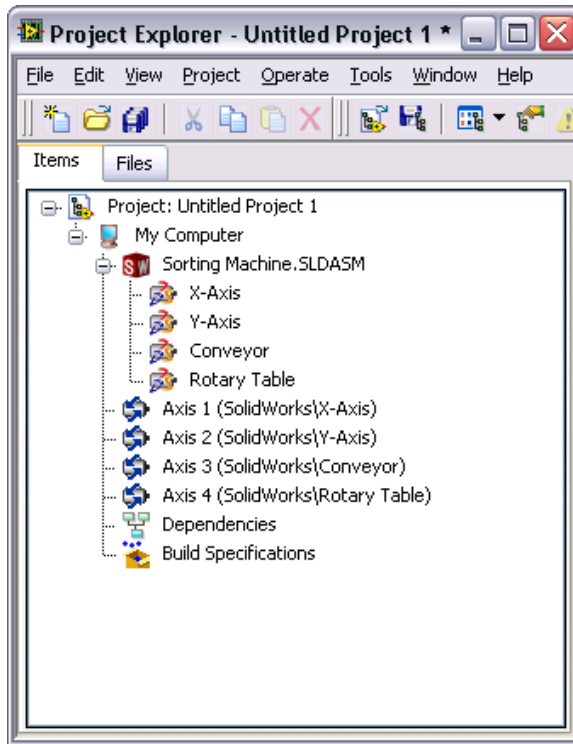 Project Explorer - Untitled Project 1 *
File Edit View Project Operate Tools Window Help
Items Files
Project: Untitled Project 1
My Computer
SW Sorting Machine.SLDASM
X-Axis
Y-Axis
Conveyor
Rotary Table
Axis 1 (SolidWorks\X-Axis)
Axis 2 (SolidWorks\Y-Axis)
Axis 3 (SolidWorks\Conveyor)
Axis 4 (SolidWorks\Rotary Table)
Dependencies
Build Specifications